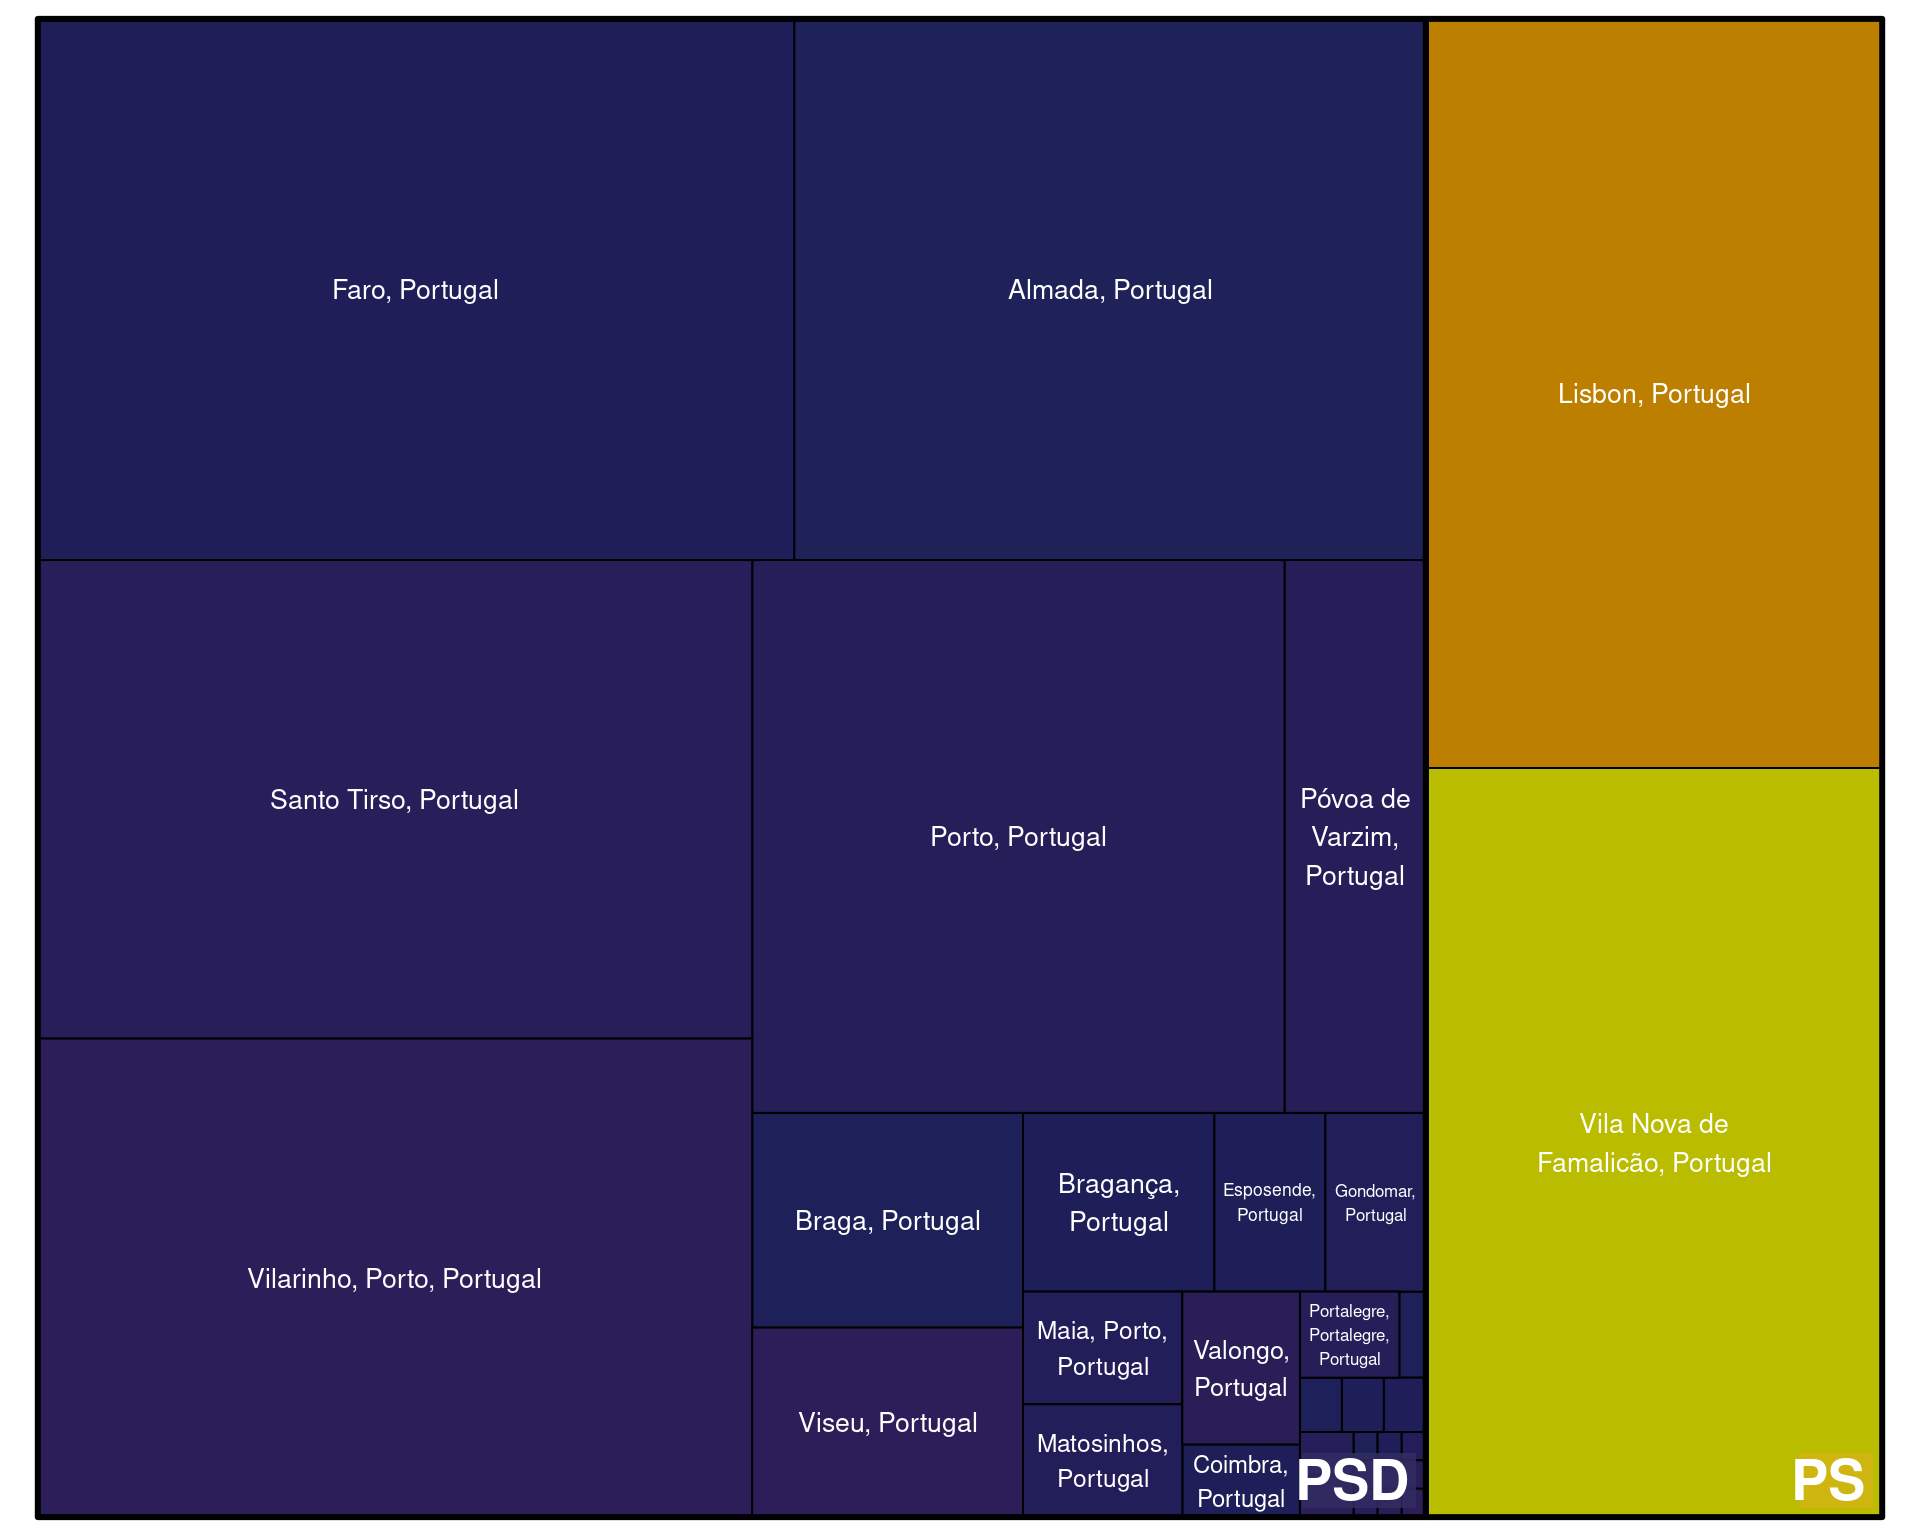 Faro, Portugal
Almada, Portugal
Lisbon, Portugal
Santo Tirso, Portugal
Porto, Portugal
Póvoa de
Varzim,
Portugal
Vila Nova de
Famalicão, Portugal
Vilarinho, Porto, Portugal
Braga, Portugal
Bragança,
Portugal
Esposende,
Portugal
Gondomar,
Portugal
Viseu, Portugal
Maia, Porto,
Portugal
Valongo,
Portugal
Portalegre,
Portalegre,
Portugal
Matosinhos,
Portugal
Coimbra,
Portugal
PSD
PS